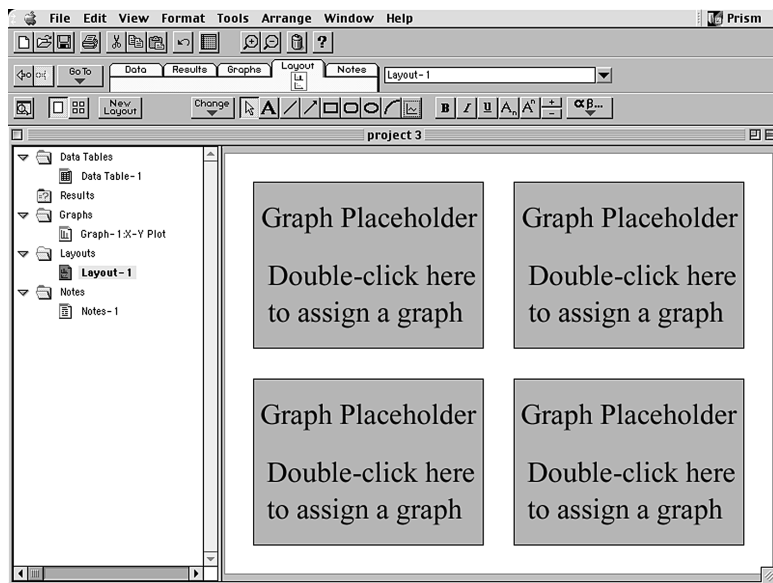 File Edit View Format Tools Arrange Window Help Prism
Go To Data Results Graphs Layout Notes Layout-1
New Layout Change A B I U An An αβ...
project 3
Data Tables
Data Table-1
Results
Graphs
Graph-1:X-Y Plot
Layouts
Layout-1
Notes
Notes-1
Graph Placeholder
Double-click here
to assign a graph
Graph Placeholder
Double-click here
to assign a graph
Graph Placeholder
Double-click here
to assign a graph
Graph Placeholder
Double-click here
to assign a graph